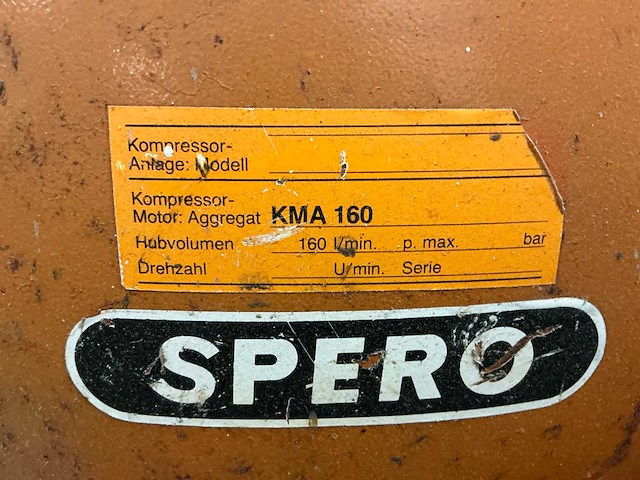 Kompressor-
Anlage: Modell
Kompressor-
Motor: Aggregat KMA 160
Hubvolumen 160 l/min. p. max. bar
Drehzahl U/min. Serie
SPERO